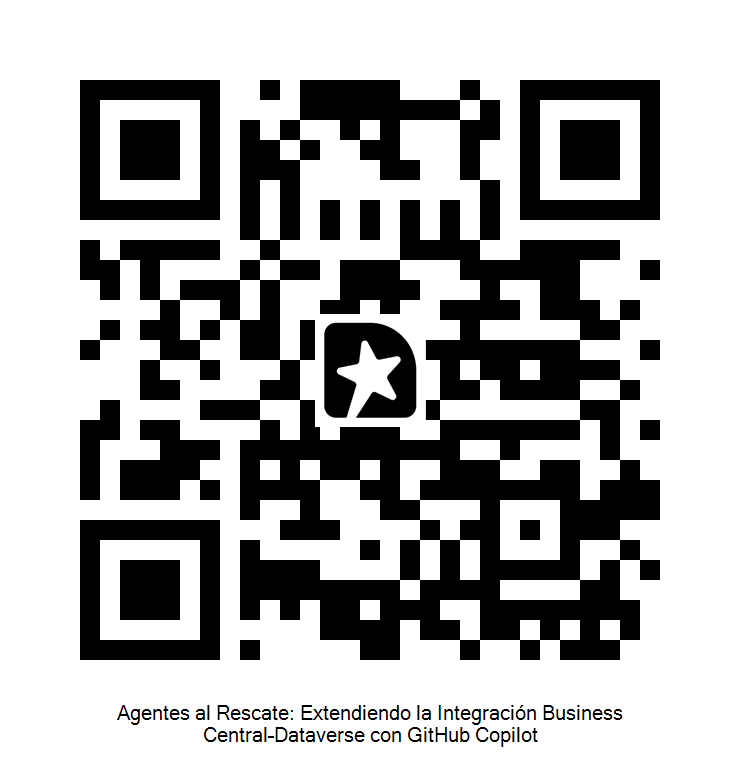 Agentes al Rescate: Extendiendo la Integración Business
Central-Dataverse con GitHub Copilot